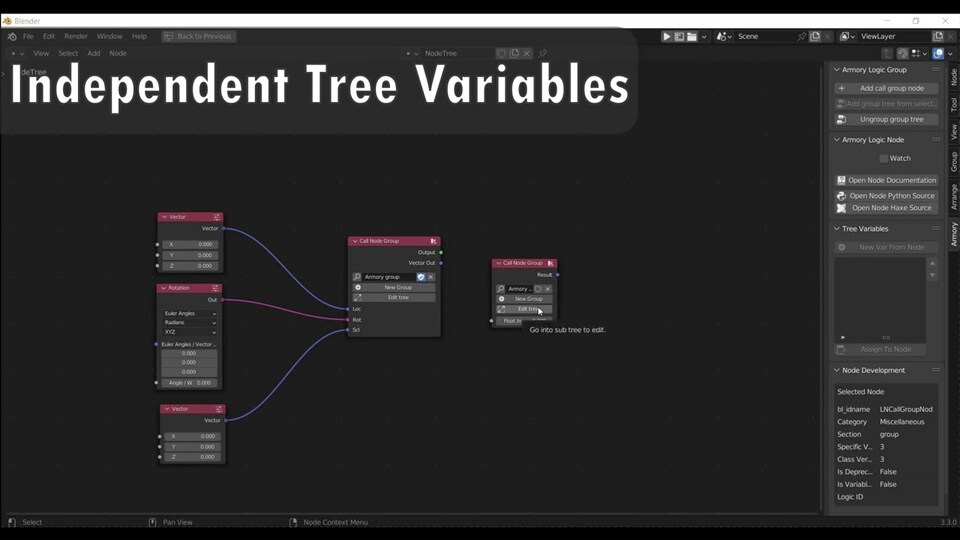 Blender
File Edit Render Window Help Back to Previous Scene ViewLayer
View Select Add Node NodeTree
Independent Tree Variables
Armory Logic Group
Add call group node
Add group tree from selec..
Ungroup group tree
Armory Logic Node
Watch
Open Node Documentation
Open Node Python Source
Open Node Haxe Source
Tree Variables
New Var From Node
Assign To Node
Node Development
Selected Node
bl_idname LNCallGroupNod
Category Miscellaneous
Section group
Specific V... 3
Class Ver... 3
Is Deprec... False
Is Variabl... False
Logic ID
Node
Tool
View
Group
Arrange
Armory
Vector
Vector
X 0.000
Y 0.000
Z 0.000
Rotation
Out
Euler Angles
Radians
XYZ
Euler Angles / Vector ..
0.000
0.000
0.000
Angle / W 0.000
Vector
Vector
X 0.000
Y 0.000
Z 0.000
Call Node Group
Output
Vector Out
Armory group
New Group
Edit tree
Loc
Rot
Scl
Call Node Group
Result
Armory ..
New Group
Edit tree
Go into sub tree to edit.
Select Pan View Node Context Menu 3.3.0